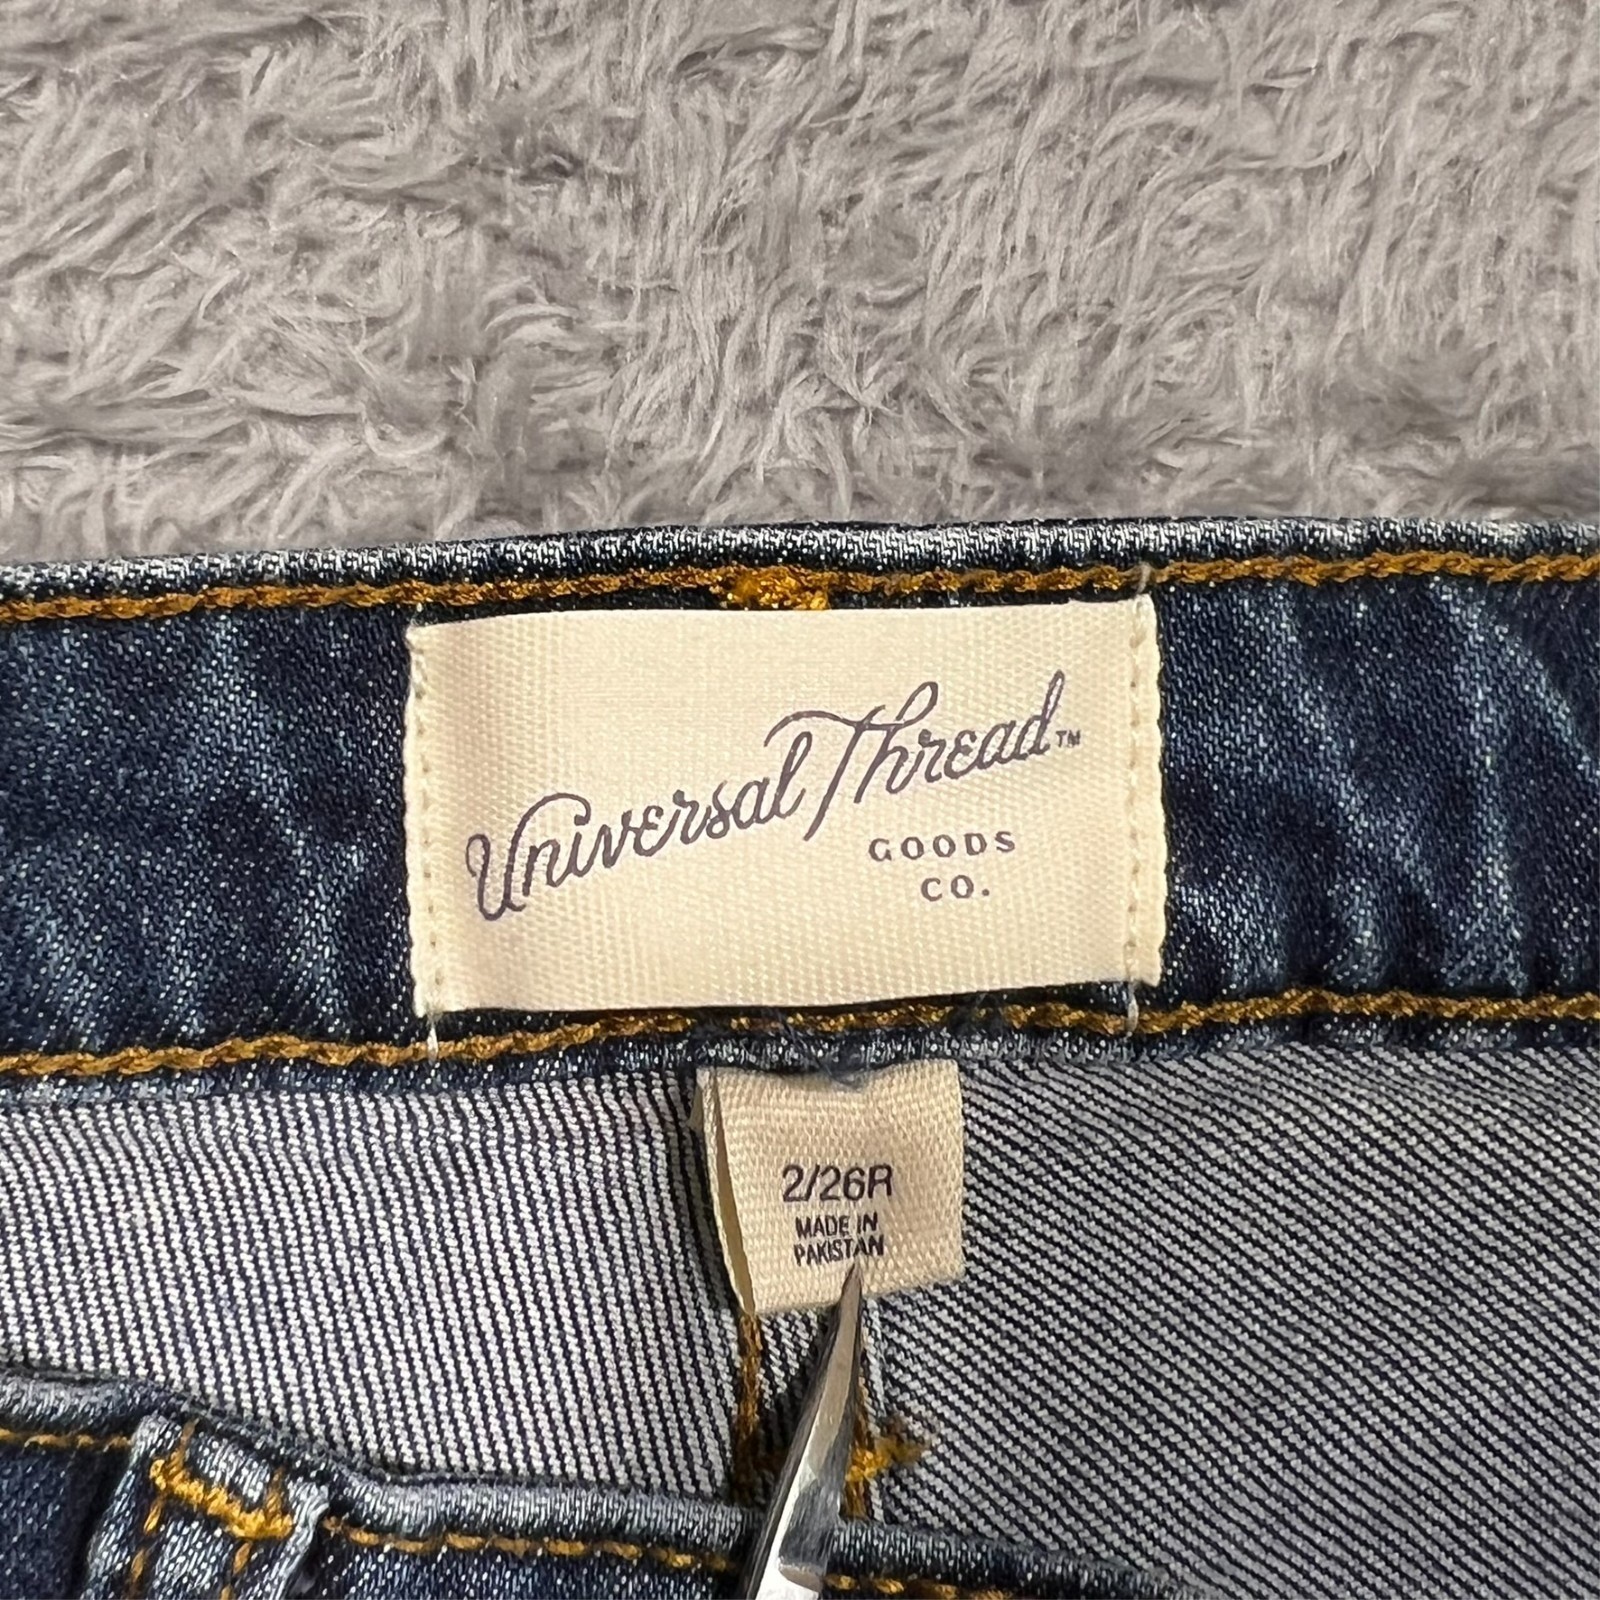 Universal Thread™
GOODS
CO.
2/26R
MADE IN
PAKISTAN